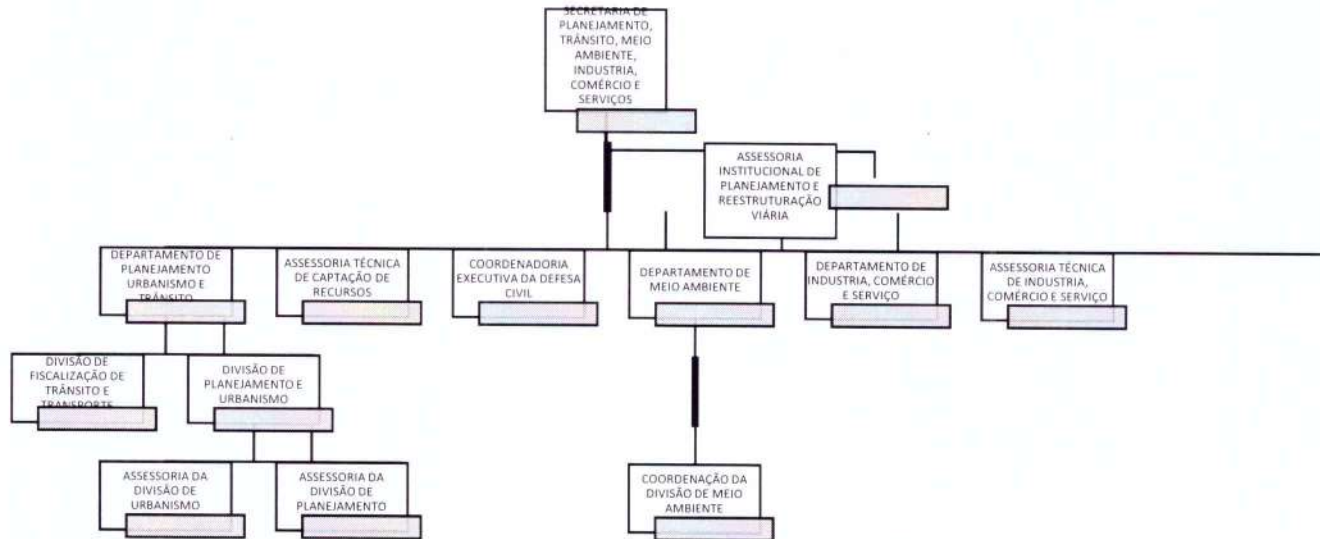 SECRETARIA DE
PLANEJAMENTO,
TRÂNSITO, MEIO
AMBIENTE,
INDUSTRIA,
COMÉRCIO E
SERVIÇOS
ASSESSORIA
INSTITUCIONAL DE
PLANEJAMENTO E
REESTRUTURAÇÃO
VIÁRIA
DEPARTAMENTO DE
PLANEJAMENTO
URBANISMO E
TRÂNSITO
ASSESSORIA TÉCNICA
DE CAPTAÇÃO DE
RECURSOS
COORDENADORIA
EXECUTIVA DA DEFESA
CIVIL
DEPARTAMENTO DE
MEIO AMBIENTE
DEPARTAMENTO DE
INDUSTRIA, COMÉRCIO
E SERVIÇO
ASSESSORIA TÉCNICA
DE INDUSTRIA,
COMÉRCIO E SERVIÇO
DIVISÃO DE
FISCALIZAÇÃO DE
TRÂNSITO E
TRANSPORTE
DIVISÃO DE
PLANEJAMENTO E
URBANISMO
ASSESSORIA DA
DIVISÃO DE
URBANISMO
ASSESSORIA DA
DIVISÃO DE
PLANEJAMENTO
COORDENAÇÃO DA
DIVISÃO DE MEIO
AMBIENTE